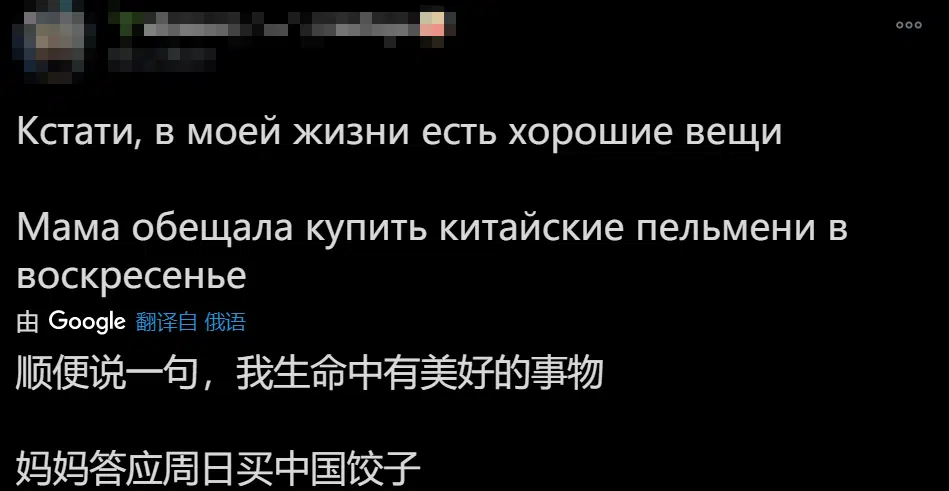 Кстати, в моей жизни есть хорошие вещи
Мама обещала купить китайские пельмени в
воскресенье
由 Google 翻译自 俄语
顺便说一句，我生命中有美好的事物
妈妈答应周日买中国饺子